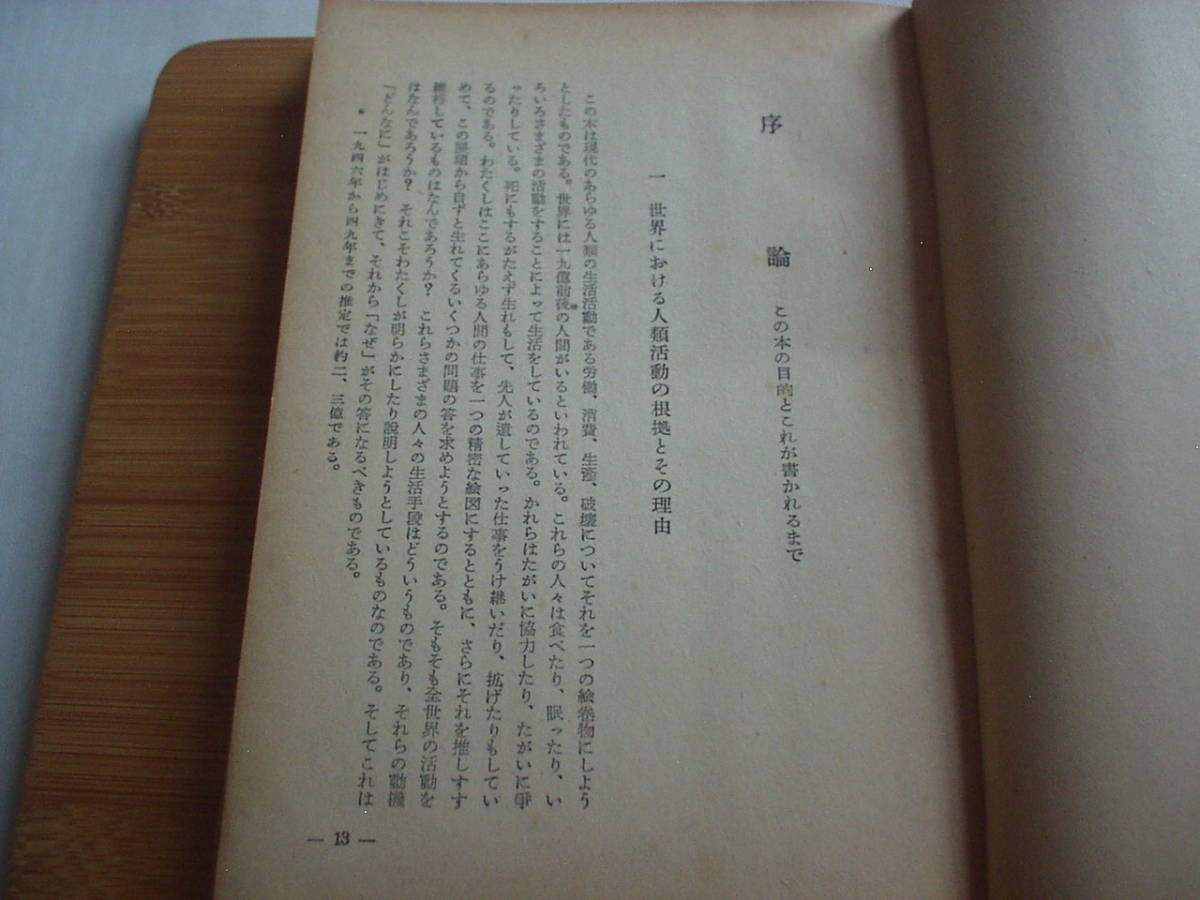 序 論 この本の目的とこれが書かれるまで
一 世界における人類活動の根拠とその理由
この本は現代のあらゆる人類の生活活動である労働、消費、生産、破壊についてそれを一つの絵巻物にしよう
としたものである。世界には一九億前後*の人間がいるといわれている。これらの人々は食べたり、眠ったり、い
ろいろさまざまの活動をすることによって生活をしているのである。かれらはたがいに協力したり、たがいに爭
ったりしている。死にもするがたえず生れもして、先人が遺していった仕事をうけ継いだり、拡げたりもしてい
るのである。わたくしはここにあらゆる人間の仕事を一つの精密な絵図にするとともに、さらにそれを推しすす
めて、この勝頭から自ずと生れてくるいくつかの問題の答を求めようとするのである。そもそも全世界の活動を
維持しているものはなんであろうか？ これらさまざまの人々の生活手段はどういうものであり、それらの動機
はなんであろうか？ それこそわたくしが明らかにしたり説明しようとしているものなのである。そしてこれは
「どんなに」がはじめにきて、それから「なぜ」がその答になるべきものである。
* 一九四六年から四九年までの推定では約二、三億である。
— 13 —